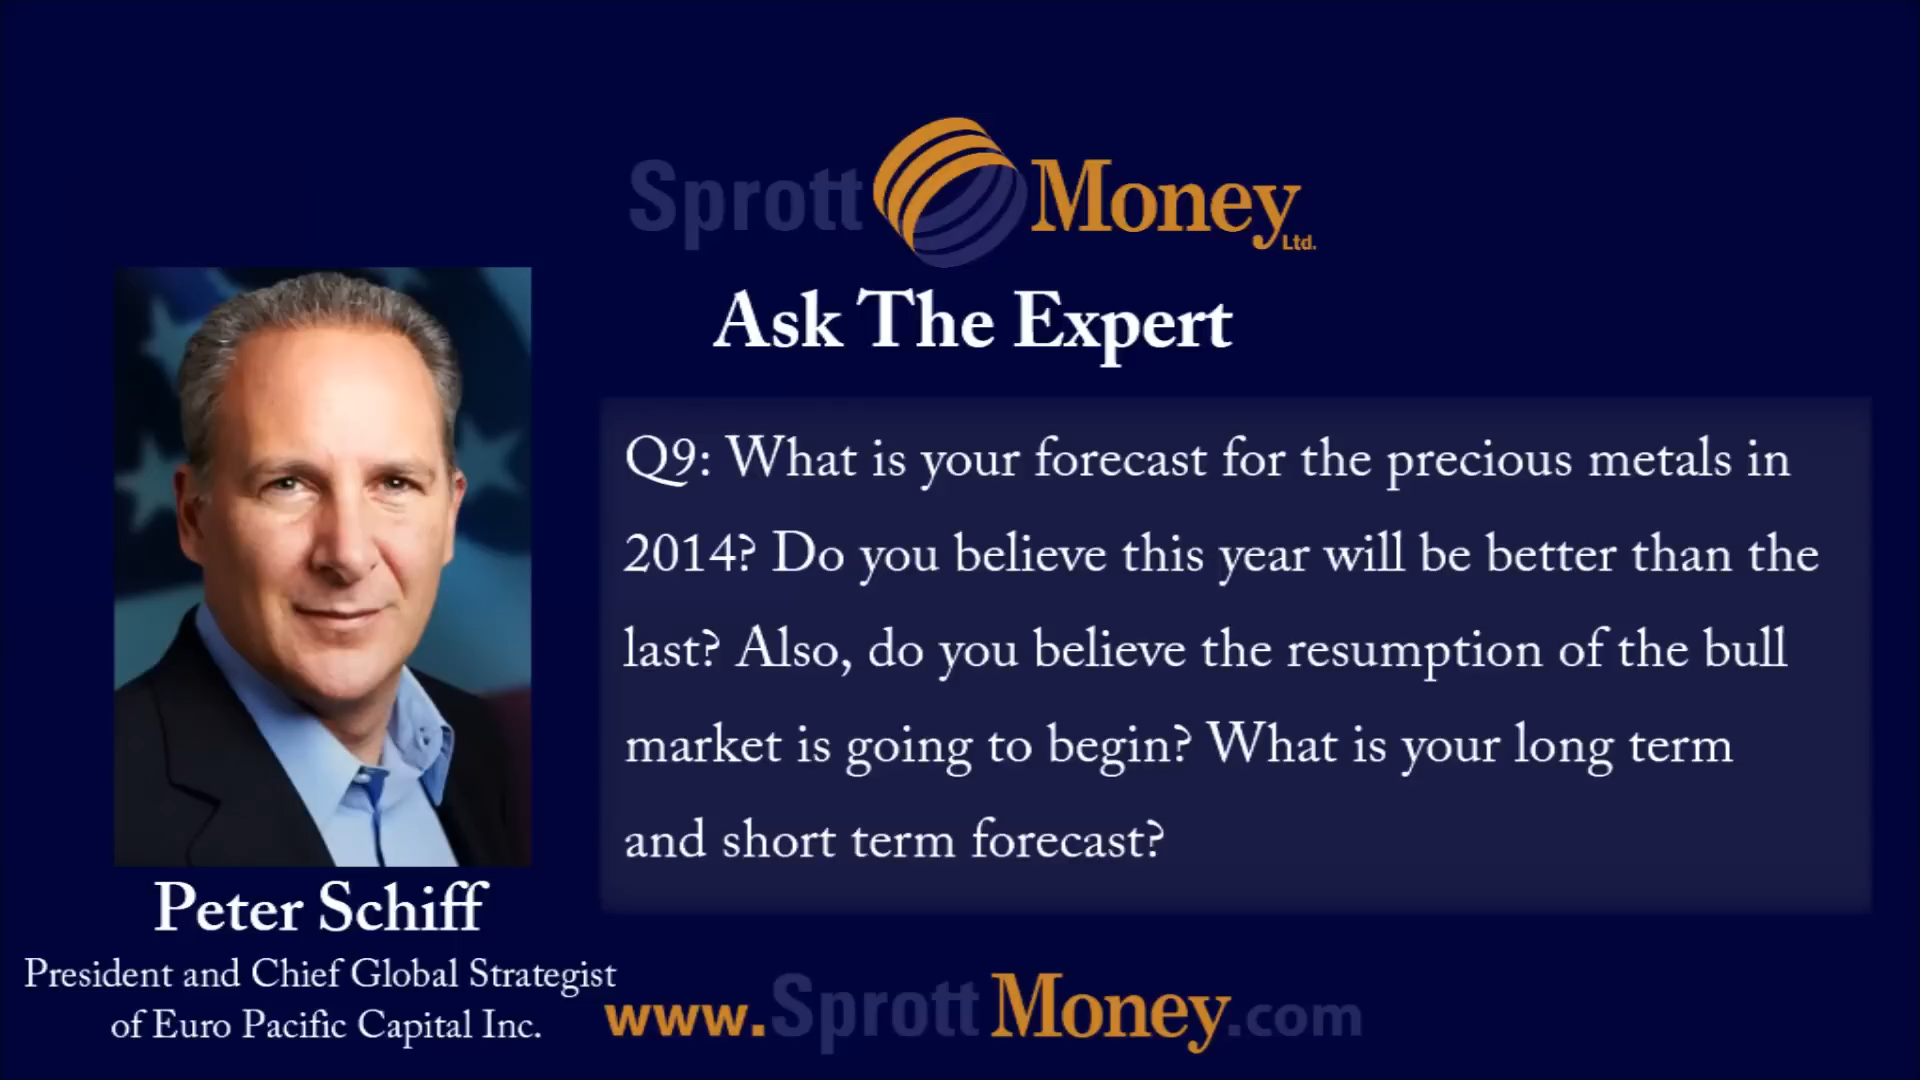 Sprott Money Ltd.
Ask The Expert
Q9: What is your forecast for the precious metals in
2014? Do you believe this year will be better than the
last? Also, do you believe the resumption of the bull
market is going to begin? What is your long term
and short term forecast?
Peter Schiff
President and Chief Global Strategist
of Euro Pacific Capital Inc.
www.SprottMoney.com